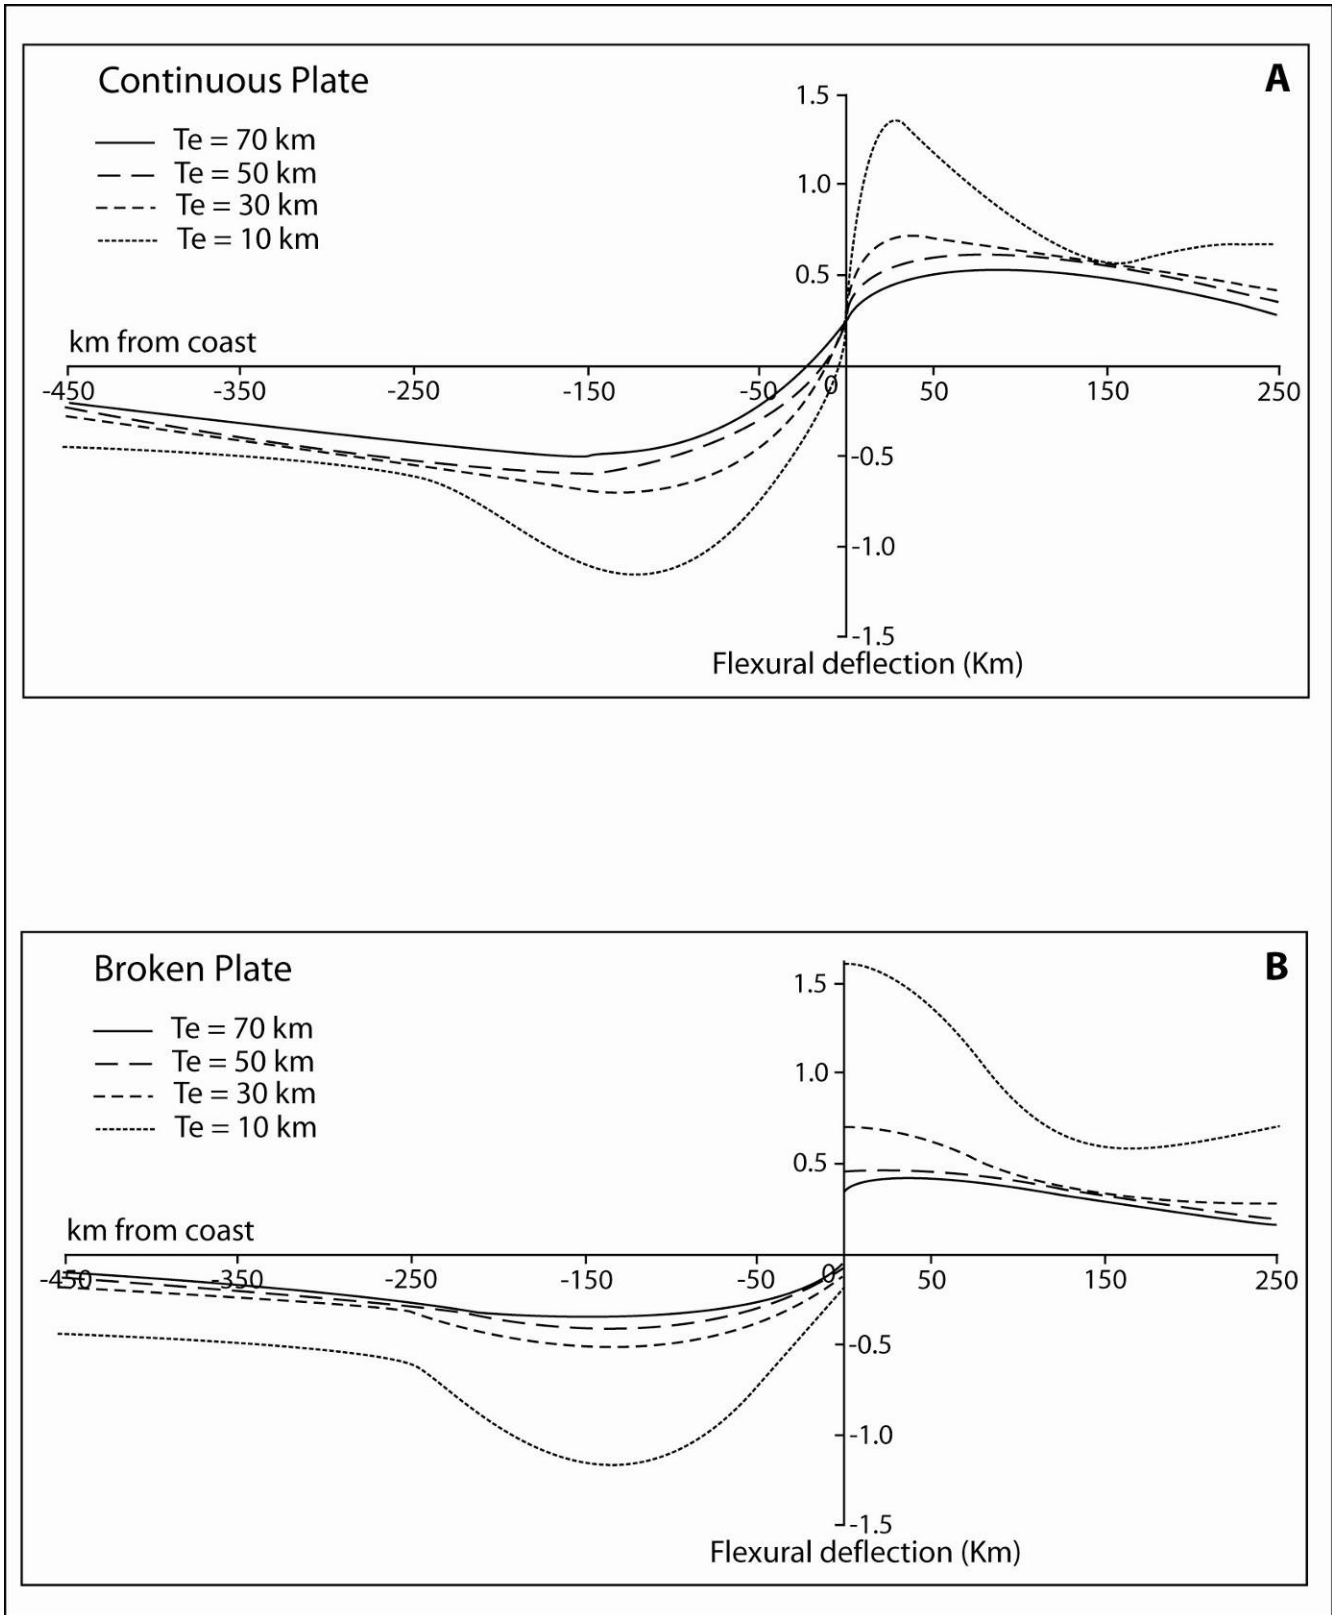 Continuous Plate
A
Te = 70 km
Te = 50 km
Te = 30 km
Te = 10 km
1.5
1.0
0.5
km from coast
-450 -350 -250 -150 -50 0 50 150 250
-0.5
-1.0
-1.5
Flexural deflection (Km)
Broken Plate
B
Te = 70 km
Te = 50 km
Te = 30 km
Te = 10 km
1.5
1.0
0.5
km from coast
-450 -350 -250 -150 -50 0 50 150 250
-0.5
-1.0
-1.5
Flexural deflection (Km)